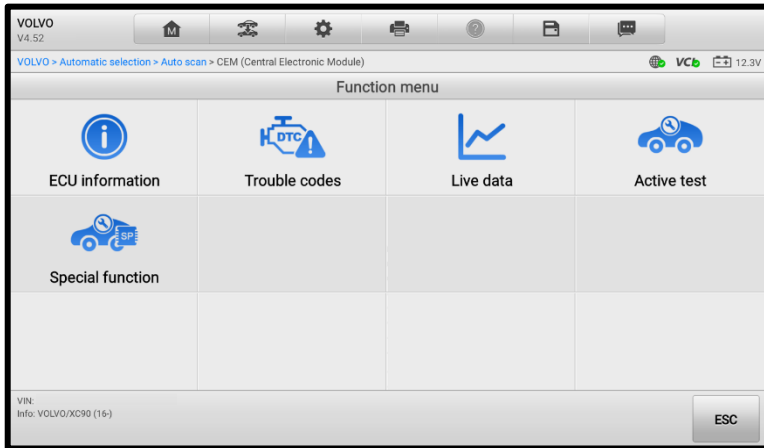 VOLVO
V4.52
M
?
VOLVO > Automatic selection > Auto scan > CEM (Central Electronic Module)
VCI
12.3V
Function menu
i
DTC
ECU information
Trouble codes
Live data
Active test
SP
Special function
VIN:
Info: VOLVO/XC90 (16-)
ESC